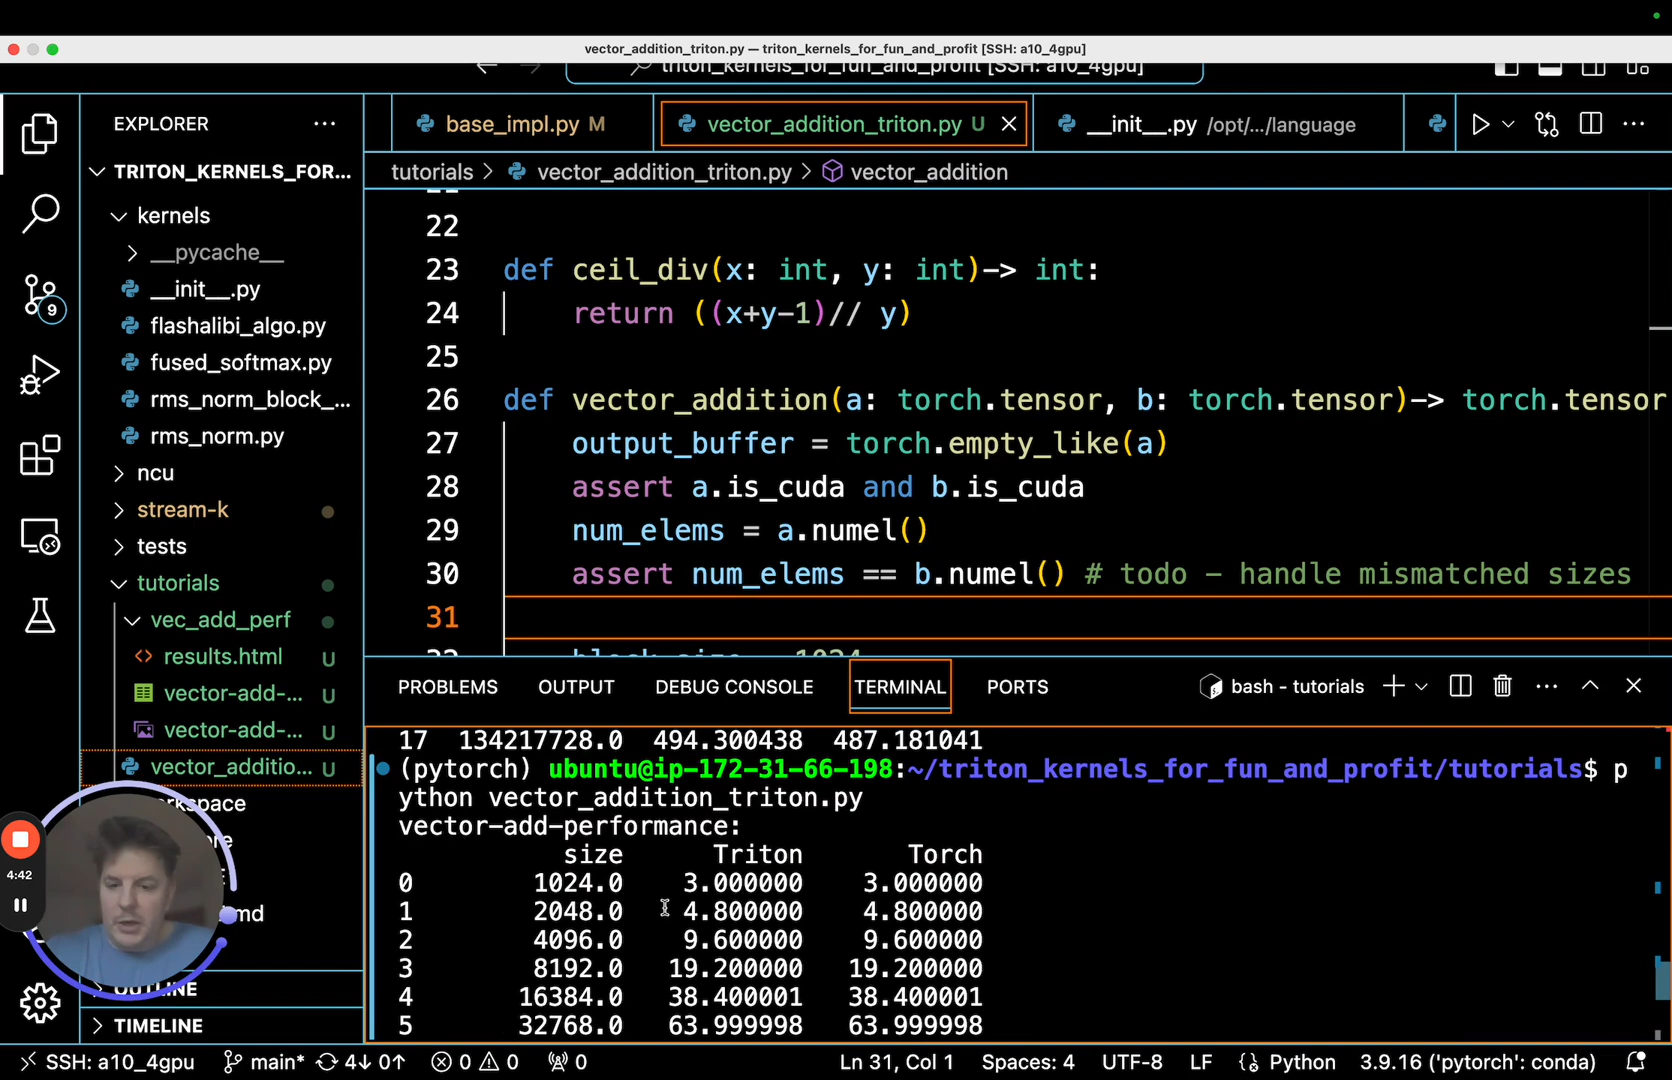 vector_addition_triton.py — triton_kernels_for_fun_and_profit [SSH: a10_4gpu]
triton_kernels_for_fun_and_profit [SSH: a10_4gpu]
EXPLORER
base_impl.py M
vector_addition_triton.py U
__init__.py /opt/.../language
TRITON_KERNELS_FOR...
tutorials > vector_addition_triton.py > vector_addition
kernels
__pycache__
__init__.py
flashalibi_algo.py
fused_softmax.py
rms_norm_block_...
rms_norm.py
ncu
stream-k
tests
tutorials
vec_add_perf
results.html U
vector-add-... U
vector-add-... U
vector_additio... U
OUTLINE
TIMELINE
9
22
23 def ceil_div(x: int, y: int)-> int:
24 return ((x+y-1)// y)
25
26 def vector_addition(a: torch.tensor, b: torch.tensor)-> torch.tensor
27 output_buffer = torch.empty_like(a)
28 assert a.is_cuda and b.is_cuda
29 num_elems = a.numel()
30 assert num_elems == b.numel() # todo - handle mismatched sizes
31
PROBLEMS OUTPUT DEBUG CONSOLE TERMINAL PORTS bash - tutorials
17 134217728.0 494.300438 487.181041
(pytorch) ubuntu@ip-172-31-66-198:~/triton_kernels_for_fun_and_profit/tutorials$ p
ython vector_addition_triton.py
vector-add-performance:
size Triton Torch
0 1024.0 3.000000 3.000000
1 2048.0 4.800000 4.800000
2 4096.0 9.600000 9.600000
3 8192.0 19.200000 19.200000
4 16384.0 38.400001 38.400001
5 32768.0 63.999998 63.999998
4:42
SSH: a10_4gpu main* 4↓ 0↑ 0 0 0 Ln 31, Col 1 Spaces: 4 UTF-8 LF Python 3.9.16 ('pytorch': conda)